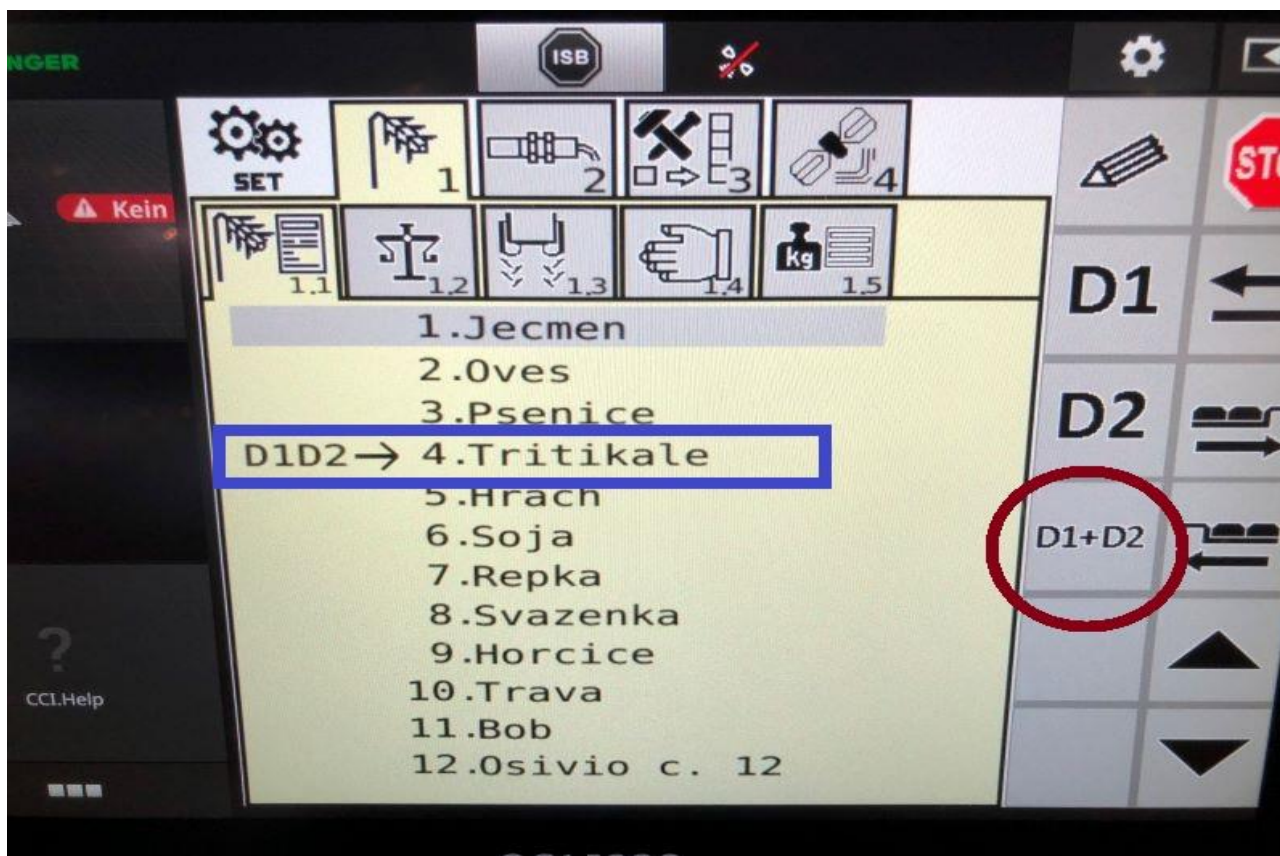 NGER
ISB
SET
1
2
3
4
STO
Kein
1.1
1.2
1.3
1.4
kg
1.5
D1
1.Jecmen
2.Oves
3.Psenice
D2
D1D2→ 4.Tritikale
5.Hrach
6.Soja
D1+D2
7.Repka
8.Svazenka
9.Horcice
?
CCI.Help
10.Trava
11.Bob
12.Osivio c. 12